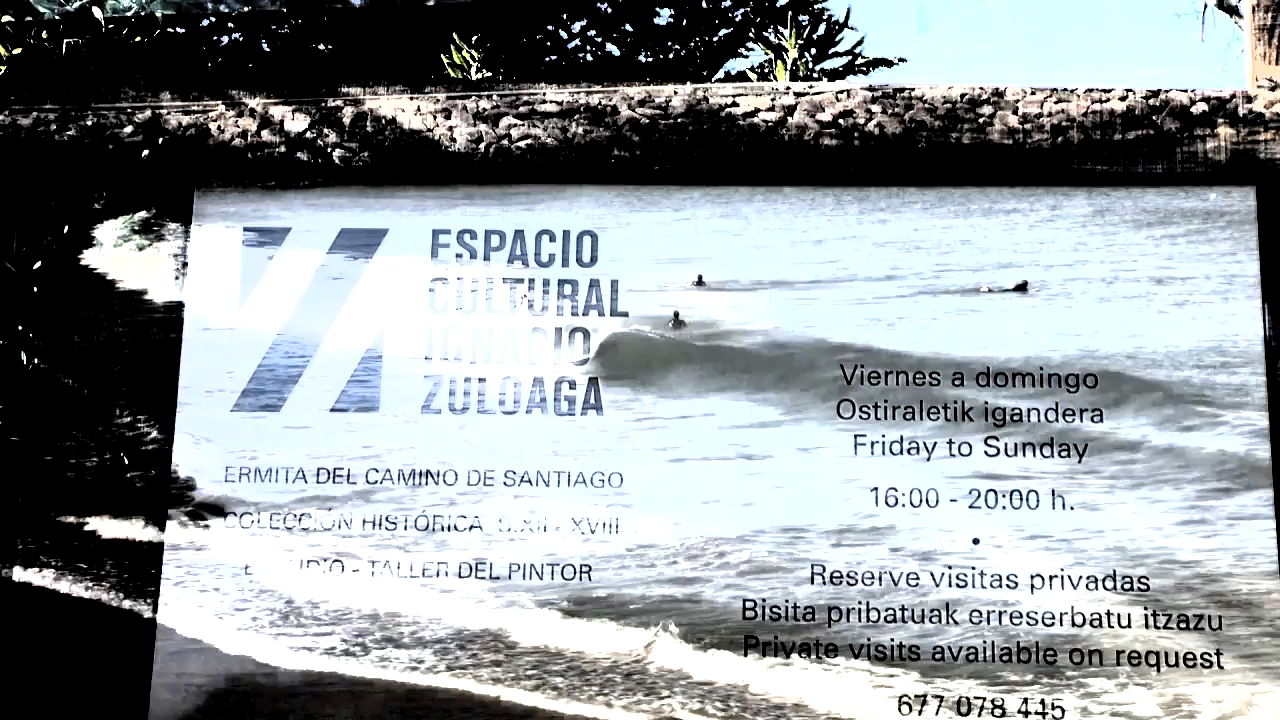 ESPACIO
CULTURAL
IGNACIO
ZULOAGA
ERMITA DEL CAMINO DE SANTIAGO
COLECCIÓN HISTÓRICA S.XII - XVIII
TALLER DEL PINTOR
Viernes a domingo
Ostiraletik igandera
Friday to Sunday
16:00 - 20:00 h.
Reserve visitas privadas
Bisita pribatuak erreserbatu itzazu
Private visits available on request
677 078 445